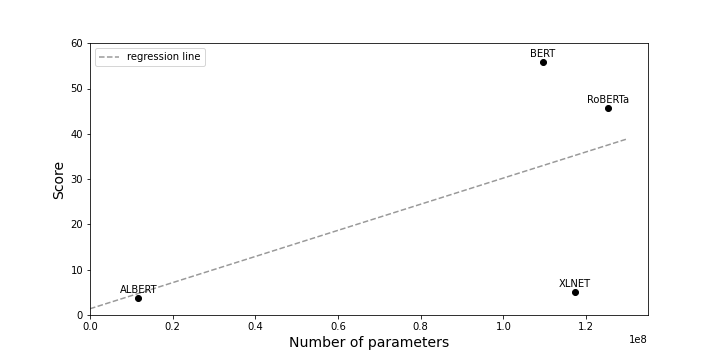 60
regression line
BERT
50
RoBERTa
40
Score
30
20
10
ALBERT
XLNET
0
0.0 0.2 0.4 0.6 0.8 1.0 1.2
1e8
Number of parameters